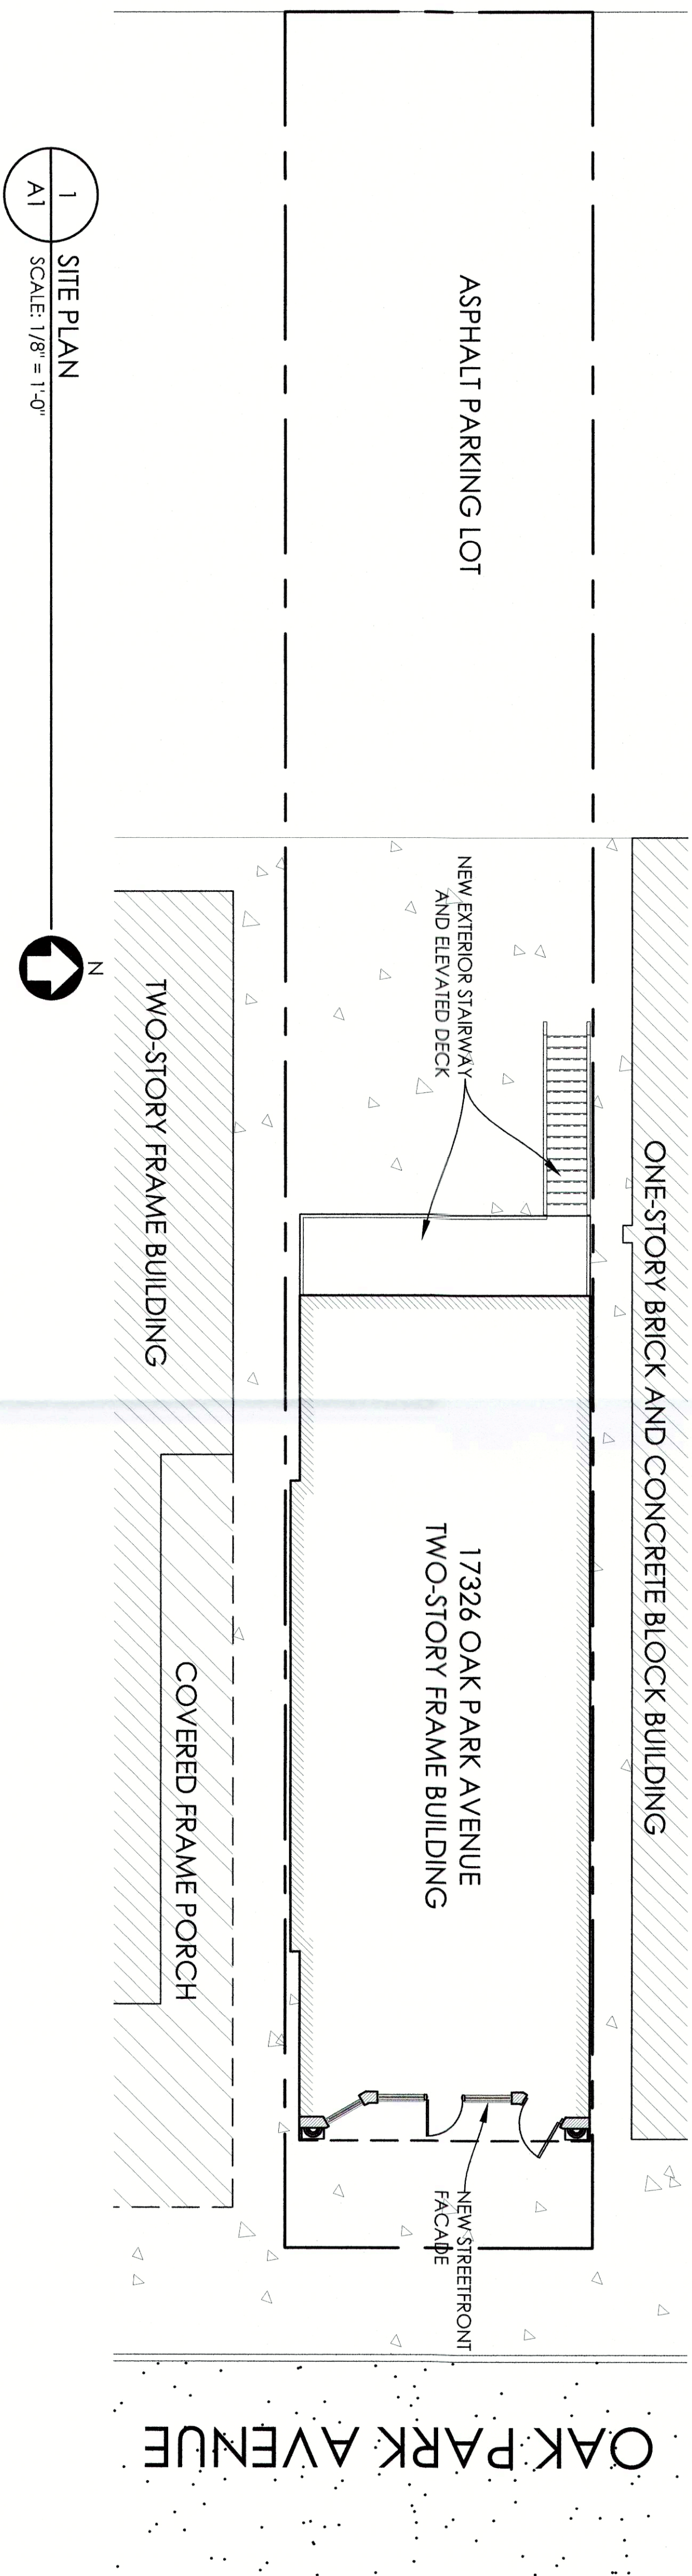 ONE-STORY BRICK AND CONCRETE BLOCK BUILDING
ASPHALT PARKING LOT
NEW EXTERIOR STAIRWAY
AND ELEVATED DECK
17326 OAK PARK AVENUE
TWO-STORY FRAME BUILDING
NEW STREETFRONT
FACADE
OAK PARK AVENUE
TWO-STORY FRAME BUILDING
COVERED FRAME PORCH
1
A1
SITE PLAN
SCALE: 1/8" = 1'-0"
N